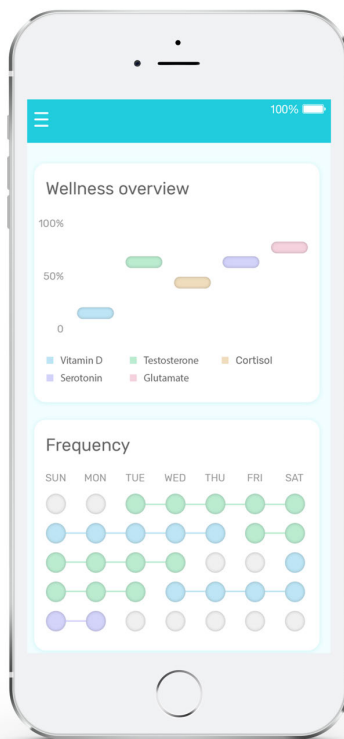 100%
Wellness overview
100%
50%
0
Vitamin D Testosterone Cortisol
Serotonin Glutamate
Frequency
SUN MON TUE WED THU FRI SAT